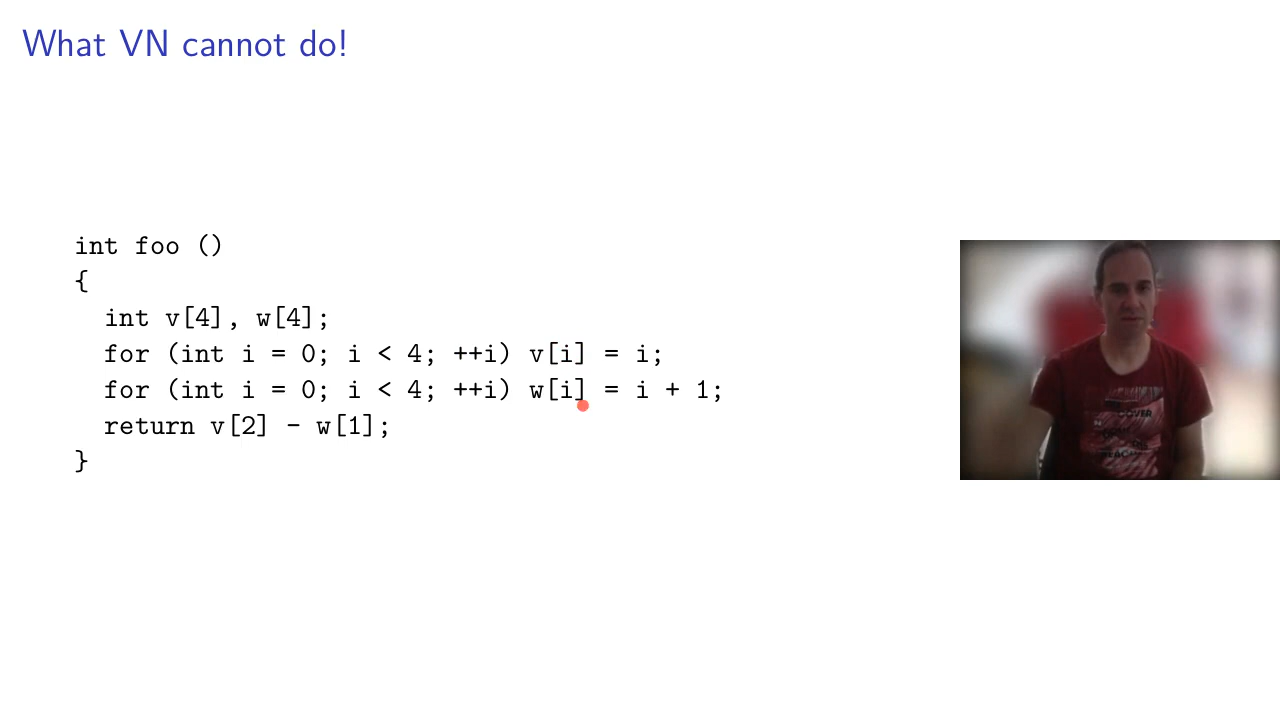 What VN cannot do!
int foo ()
{
  int v[4], w[4];
  for (int i = 0; i < 4; ++i) v[i] = i;
  for (int i = 0; i < 4; ++i) w[i] = i + 1;
  return v[2] - w[1];
}